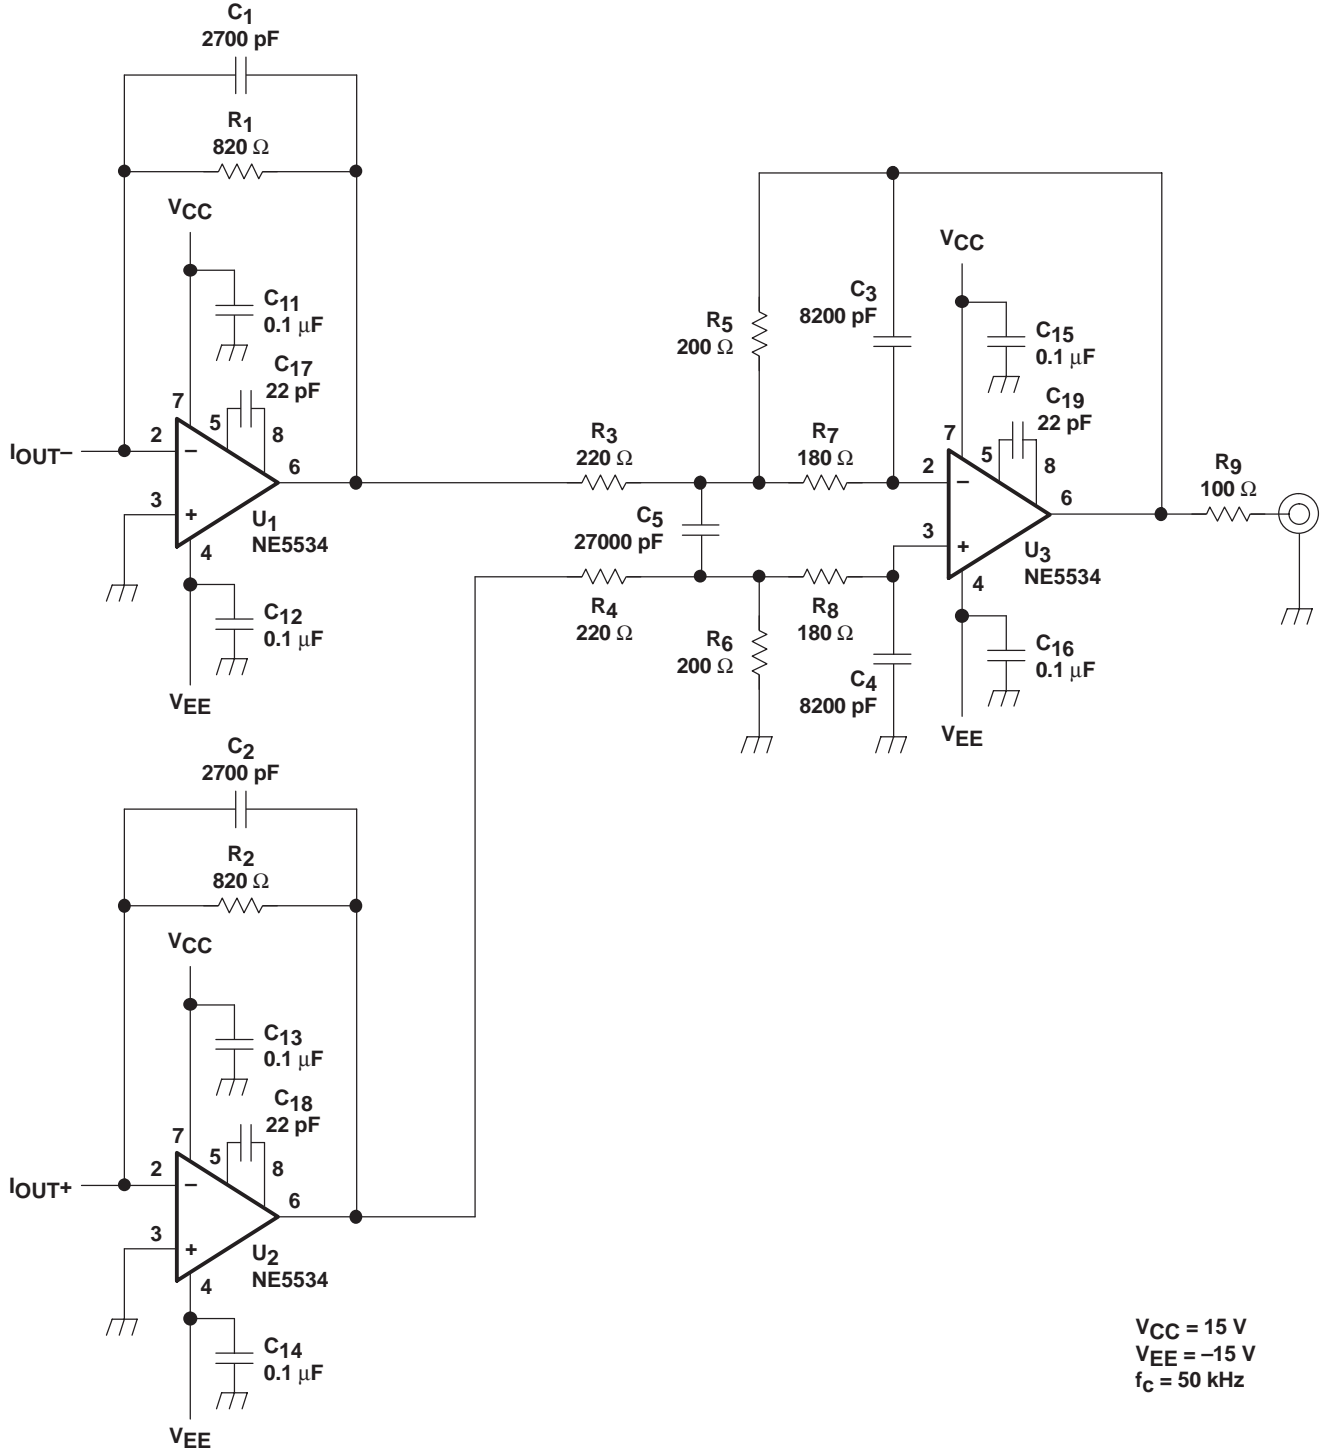 C1
2700 pF
R1
820 Ω
VCC
C11
0.1 μF
C17
22 pF
7
5
8
2
IOUT–
–
6
3
+
U1
NE5534
4
C12
0.1 μF
VEE
R3
220 Ω
C5
27000 pF
R4
220 Ω
R5
200 Ω
C3
8200 pF
R7
180 Ω
R8
180 Ω
R6
200 Ω
C4
8200 pF
VCC
C15
0.1 μF
C19
22 pF
7
5
8
2
–
6
3
+
U3
NE5534
4
C16
0.1 μF
VEE
R9
100 Ω
C2
2700 pF
R2
820 Ω
VCC
C13
0.1 μF
C18
22 pF
7
5
8
2
IOUT+
–
6
3
+
U2
NE5534
4
C14
0.1 μF
VEE
VCC = 15 V
VEE = –15 V
fc = 50 kHz